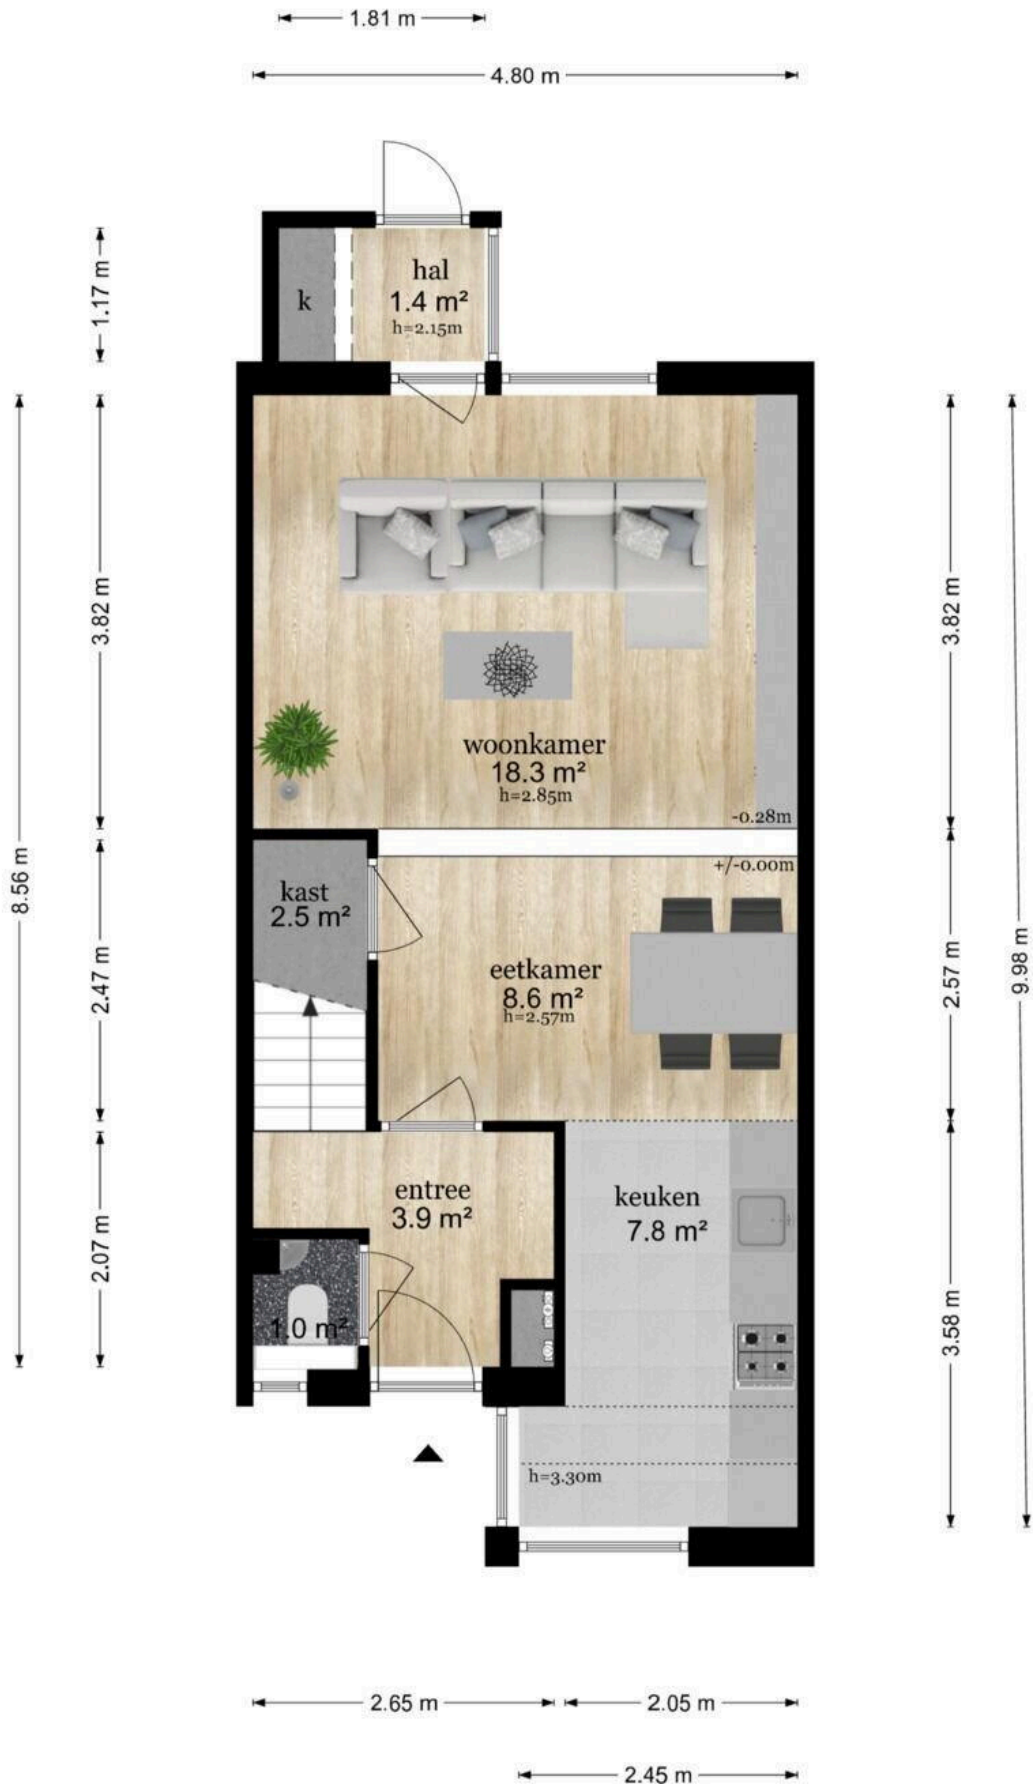 1.81 m
4.80 m
1.17 m
hal
1.4 m²
h=2.15m
k
8.56 m
3.82 m
3.82 m
9.98 m
woonkamer
18.3 m²
h=2.85m
-0.28m
+/-0.00m
kast
2.5 m²
2.47 m
eetkamer
8.6 m²
h=2.57m
2.57 m
entree
3.9 m²
keuken
7.8 m²
2.07 m
1.0 m²
3.58 m
h=3.30m
2.65 m
2.05 m
2.45 m